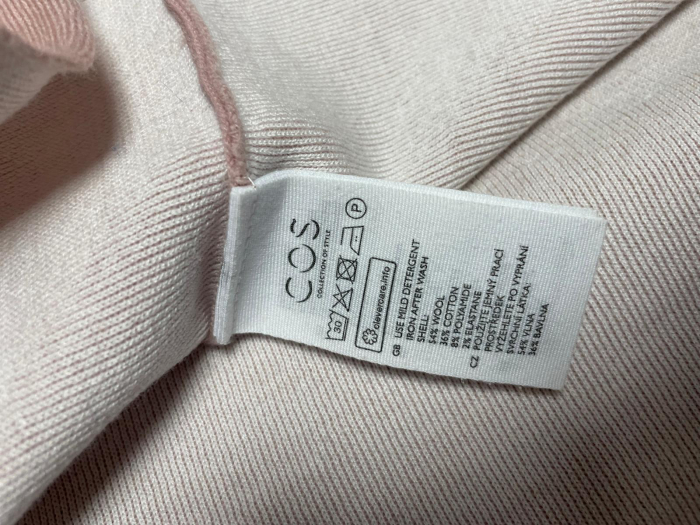 COS
COLLECTION OF STYLE
30
P
clevercare.info
GB USE MILD DETERGENT
IRON AFTER WASH
SHELL:
54% WOOL
36% COTTON
8% POLYAMIDE
2% ELASTANE
CZ POUŽIJTE JEMNÝ PRACÍ
PROSTŘEDEK
VYŽEHLETE PO VYPRÁNÍ
SVRCHNÍ LÁTKA:
54% VLNA
36% BAVLNA